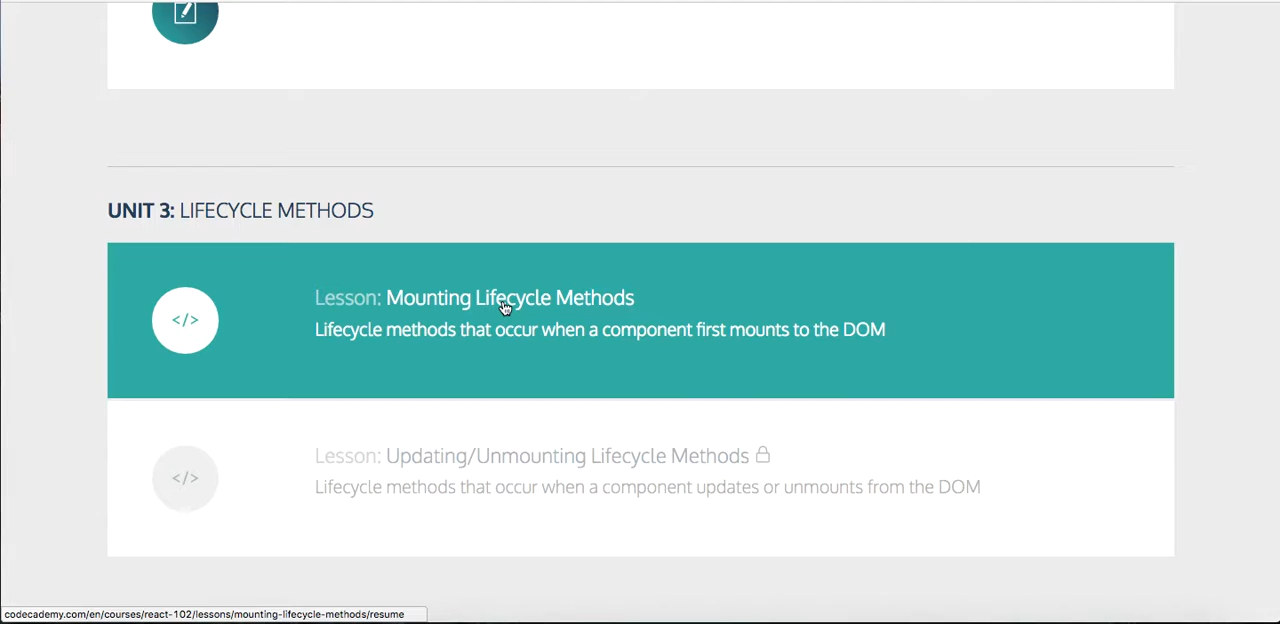 UNIT 3: LIFECYCLE METHODS
</>
Lesson: Mounting Lifecycle Methods
Lifecycle methods that occur when a component first mounts to the DOM
</>
Lesson: Updating/Unmounting Lifecycle Methods
Lifecycle methods that occur when a component updates or unmounts from the DOM
codecademy.com/en/courses/react-102/lessons/mounting-lifecycle-methods/resume